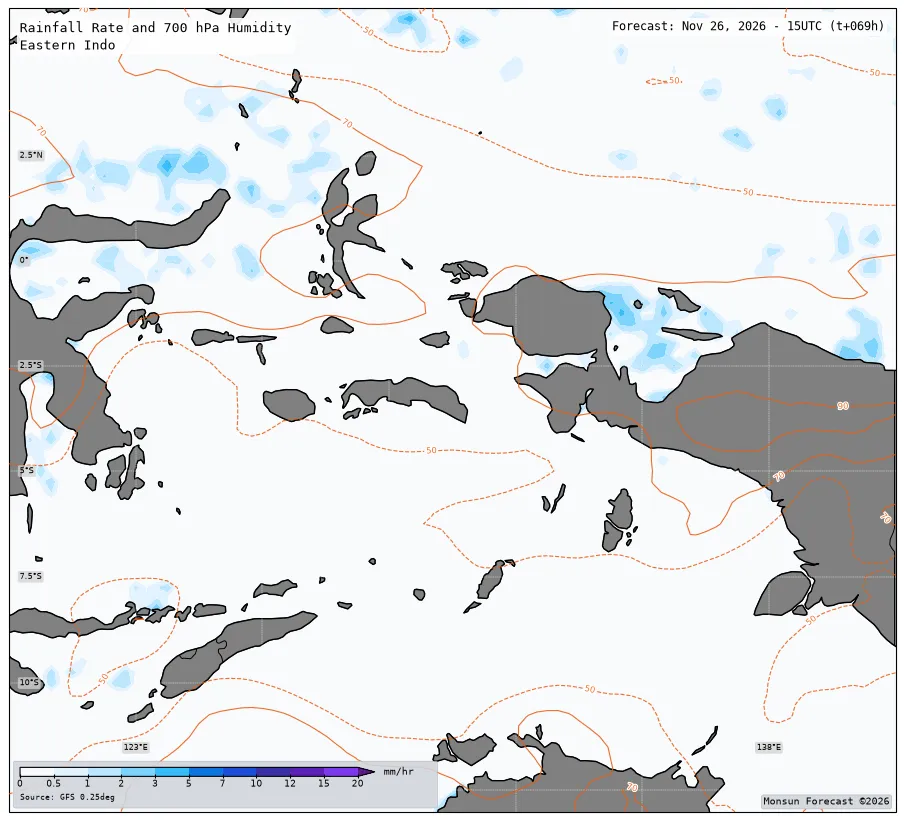 Rainfall Rate and 700 hPa Humidity
Eastern Indo
Forecast: Nov 26, 2026 - 15UTC (t+069h)
50
50
50
70
70
2.5°N
50
0°
2.5°S
90
50
5°S
70
70
7.5°S
50
10°S
50
50
123°E
138°E
mm/hr
0 0.5 1 2 3 5 7 10 12 15 20
70
Source: GFS 0.25deg
Monsun Forecast ©2026